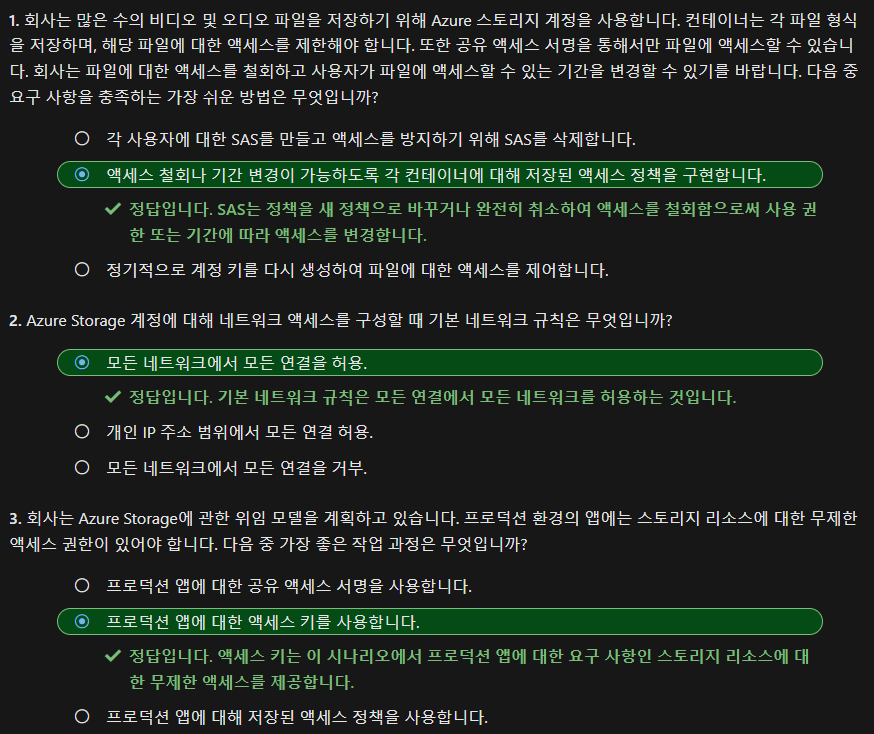 1. 회사는 많은 수의 비디오 및 오디오 파일을 저장하기 위해 Azure 스토리지 계정을 사용합니다. 컨테이너는 각 파일 형식
을 저장하며, 해당 파일에 대한 액세스를 제한해야 합니다. 또한 공유 액세스 서명을 통해서만 파일에 액세스할 수 있습니
다. 회사는 파일에 대한 액세스를 철회하고 사용자가 파일에 액세스할 수 있는 기간을 변경할 수 있기를 바랍니다. 다음 중
요구 사항을 충족하는 가장 쉬운 방법은 무엇입니까?
각 사용자에 대한 SAS를 만들고 액세스를 방지하기 위해 SAS를 삭제합니다.
액세스 철회나 기간 변경이 가능하도록 각 컨테이너에 대해 저장된 액세스 정책을 구현합니다.
정답입니다. SAS는 정책을 새 정책으로 바꾸거나 완전히 취소하여 액세스를 철회함으로써 사용 권
한 또는 기간에 따라 액세스를 변경합니다.
정기적으로 계정 키를 다시 생성하여 파일에 대한 액세스를 제어합니다.
2. Azure Storage 계정에 대해 네트워크 액세스를 구성할 때 기본 네트워크 규칙은 무엇입니까?
모든 네트워크에서 모든 연결을 허용.
정답입니다. 기본 네트워크 규칙은 모든 연결에서 모든 네트워크를 허용하는 것입니다.
개인 IP 주소 범위에서 모든 연결 허용.
모든 네트워크에서 모든 연결을 거부.
3. 회사는 Azure Storage에 관한 위임 모델을 계획하고 있습니다. 프로덕션 환경의 앱에는 스토리지 리소스에 대한 무제한
액세스 권한이 있어야 합니다. 다음 중 가장 좋은 작업 과정은 무엇입니까?
프로덕션 앱에 대한 공유 액세스 서명을 사용합니다.
프로덕션 앱에 대한 액세스 키를 사용합니다.
정답입니다. 액세스 키는 이 시나리오에서 프로덕션 앱에 대한 요구 사항인 스토리지 리소스에 대
한 무제한 액세스를 제공합니다.
프로덕션 앱에 대해 저장된 액세스 정책을 사용합니다.